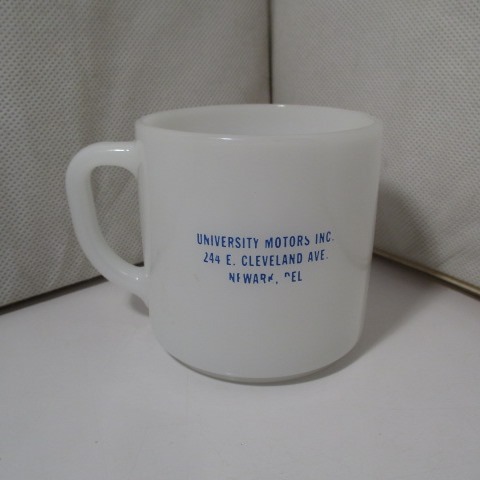 UNIVERSITY MOTORS INC.
244 E. CLEVELAND AVE.
NEWARK, DEL